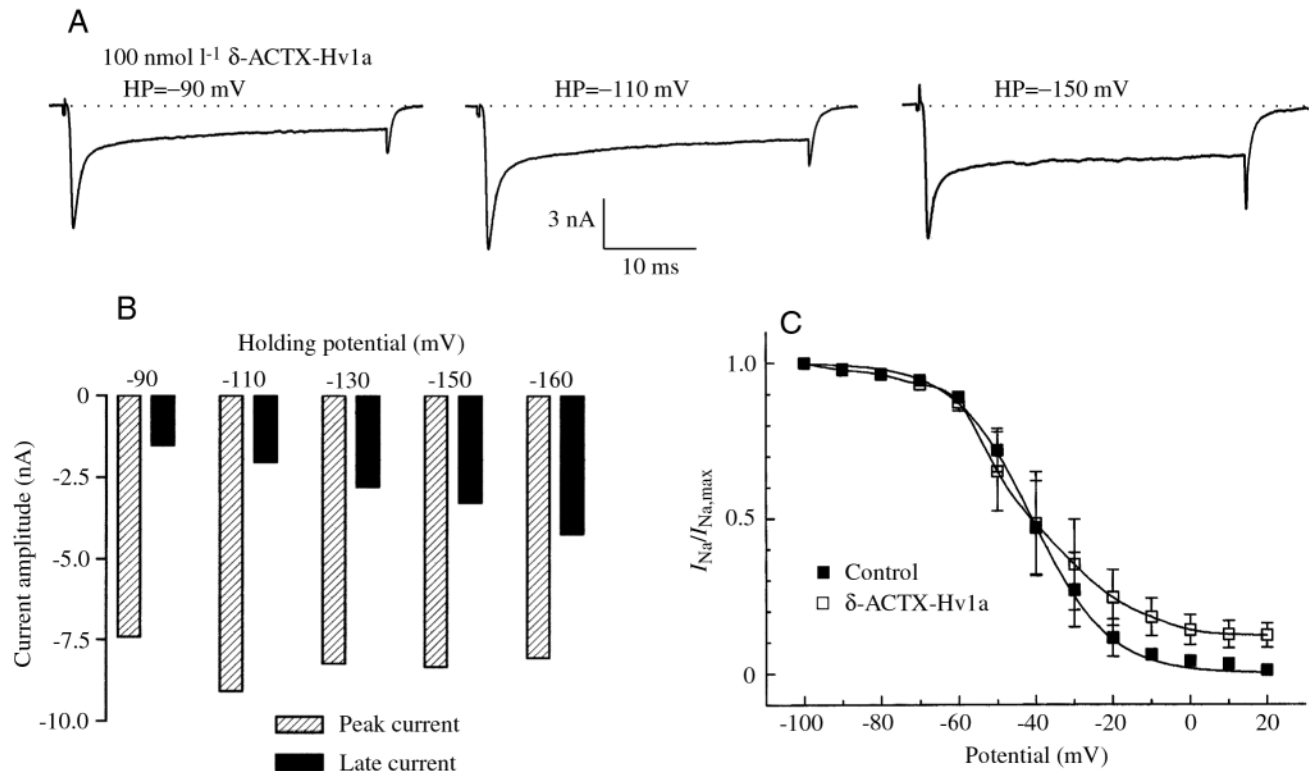 A
100 nmol l⁻¹ δ-ACTX-Hv1a
HP=–90 mV
HP=–110 mV
HP=–150 mV
3 nA
10 ms
B
Holding potential (mV)
-90 -110 -130 -150 -160
0
-2.5
-5.0
-7.5
-10.0
Current amplitude (nA)
Peak current
Late current
C
1.0
0.5
0
I_Na/I_Na,max
Control
δ-ACTX-Hv1a
-100 -80 -60 -40 -20 0 20
Potential (mV)